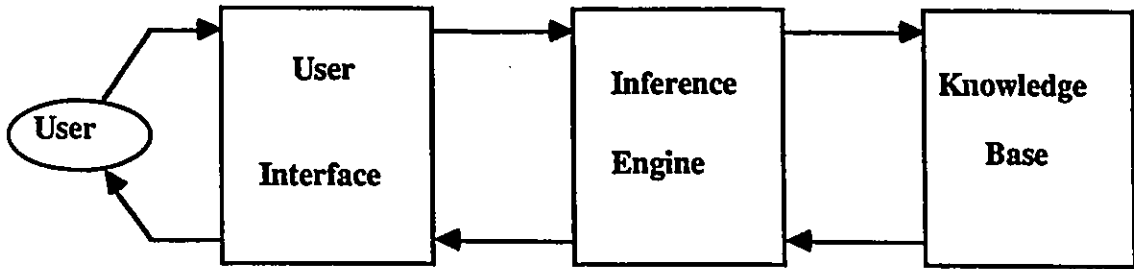 User
User
Interface
Inference
Engine
Knowledge
Base